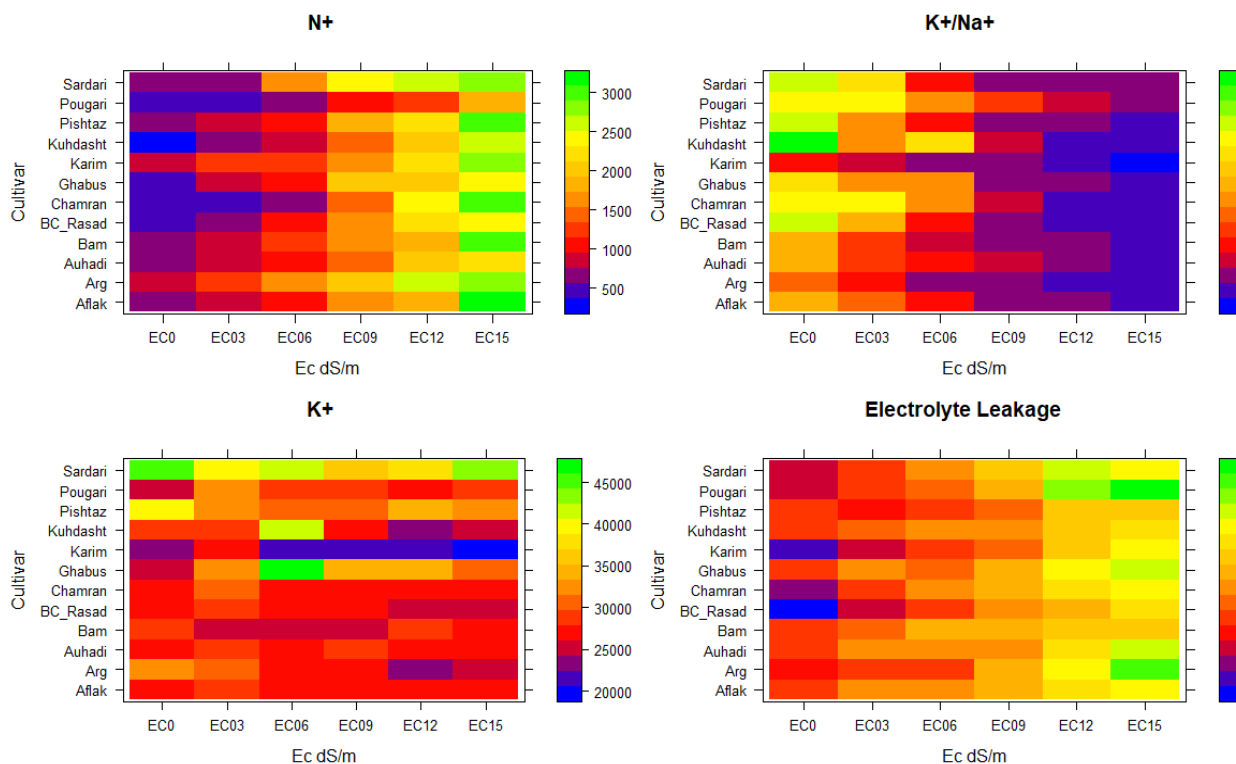 N+
Cultivar
Sardari
Pougari
Pishtaz
Kuhdasht
Karim
Ghabus
Chamran
BC_Rasad
Bam
Auhadi
Arg
Aflak
EC0 EC03 EC06 EC09 EC12 EC15
Ec dS/m
3000
2500
2000
1500
1000
500
K+/Na+
Cultivar
Sardari
Pougari
Pishtaz
Kuhdasht
Karim
Ghabus
Chamran
BC_Rasad
Bam
Auhadi
Arg
Aflak
EC0 EC03 EC06 EC09 EC12 EC15
Ec dS/m
K+
Cultivar
Sardari
Pougari
Pishtaz
Kuhdasht
Karim
Ghabus
Chamran
BC_Rasad
Bam
Auhadi
Arg
Aflak
EC0 EC03 EC06 EC09 EC12 EC15
Ec dS/m
45000
40000
35000
30000
25000
20000
Electrolyte Leakage
Cultivar
Sardari
Pougari
Pishtaz
Kuhdasht
Karim
Ghabus
Chamran
BC_Rasad
Bam
Auhadi
Arg
Aflak
EC0 EC03 EC06 EC09 EC12 EC15
Ec dS/m